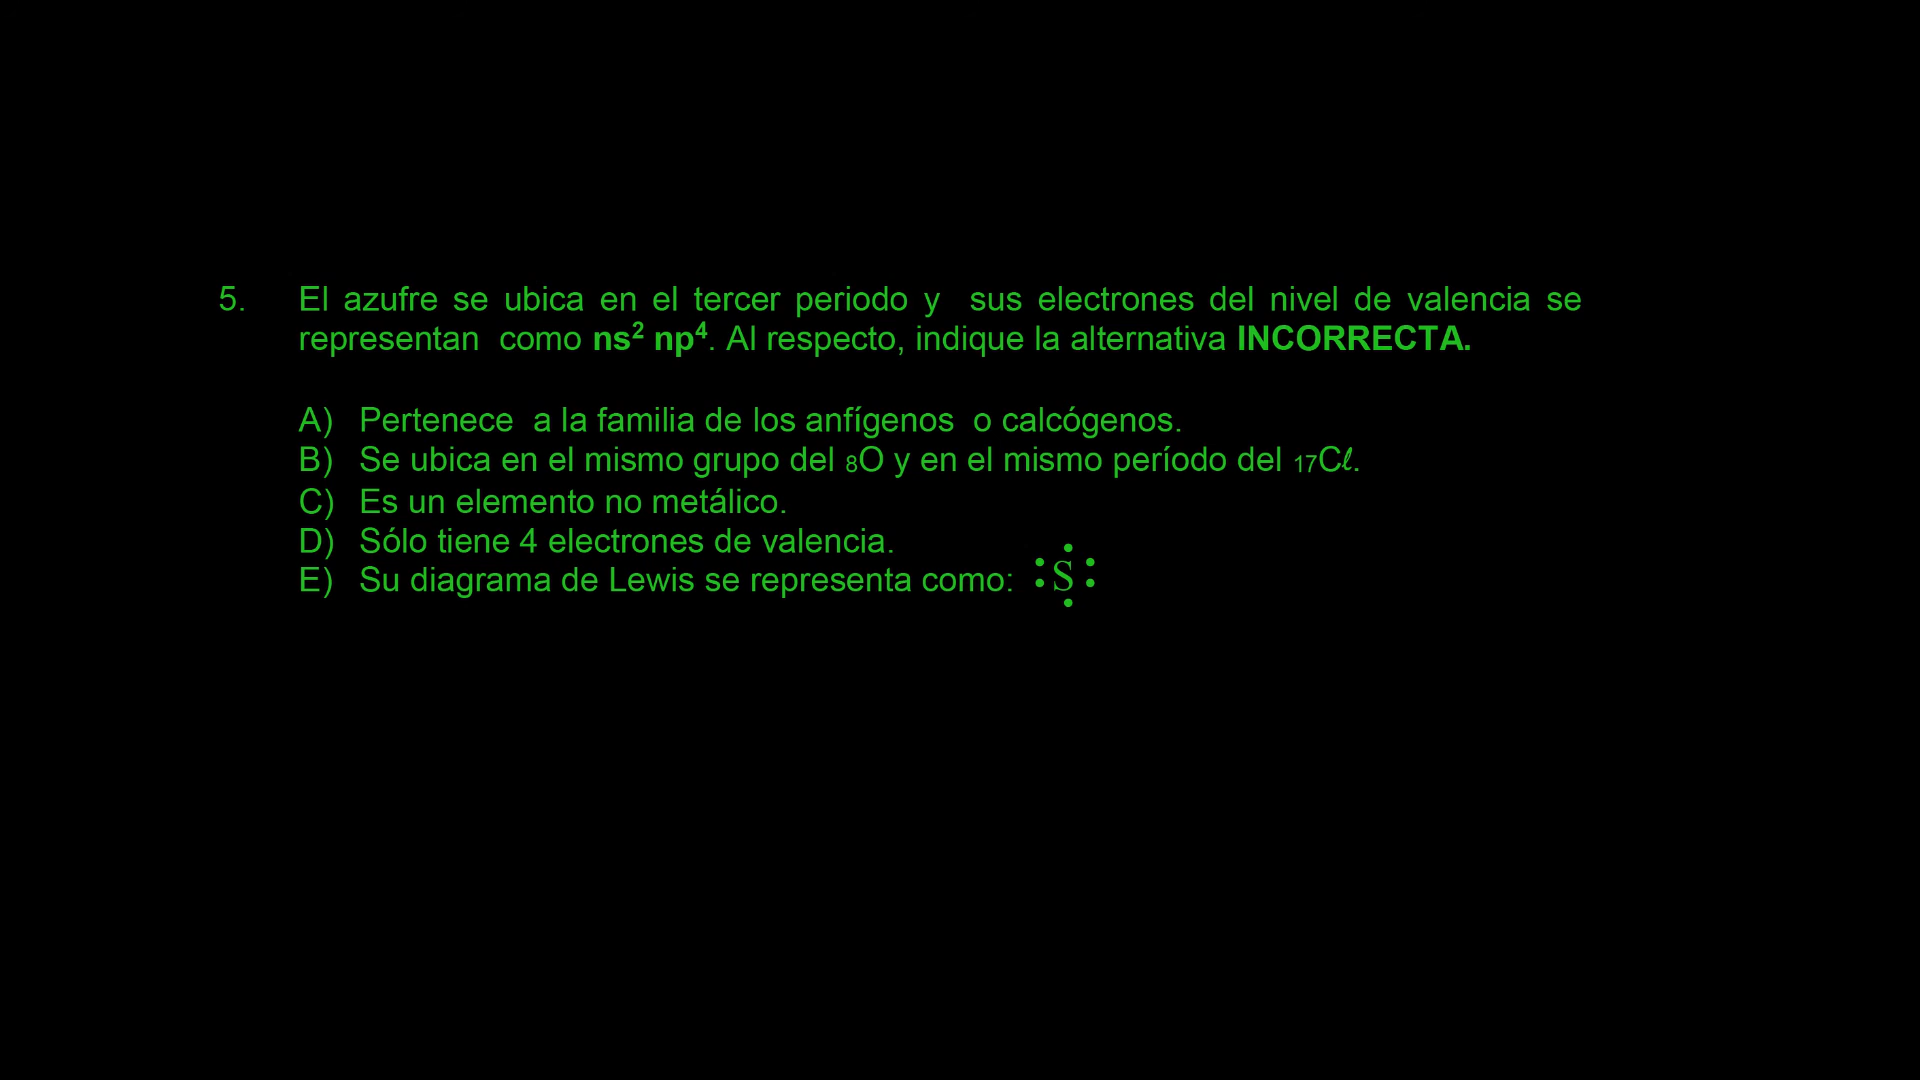 5. El azufre se ubica en el tercer periodo y sus electrones del nivel de valencia se
representan como ns² np⁴. Al respecto, indique la alternativa INCORRECTA.
A) Pertenece a la familia de los anfígenos o calcógenos.
B) Se ubica en el mismo grupo del ₈O y en el mismo período del ₁₇Cℓ.
C) Es un elemento no metálico.
D) Sólo tiene 4 electrones de valencia.
E) Su diagrama de Lewis se representa como: S